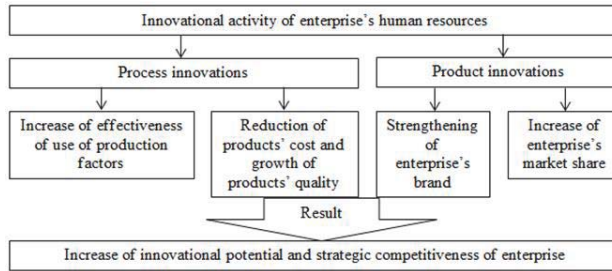 Innovational activity of enterprise's human resources
Process innovations
Product innovations
Increase of effectiveness
of use of production
factors
Reduction of
products' cost and
growth of
products' quality
Strengthening
of
enterprise's
brand
Increase of
enterprise's
market share
Result
Increase of innovational potential and strategic competitiveness of enterprise